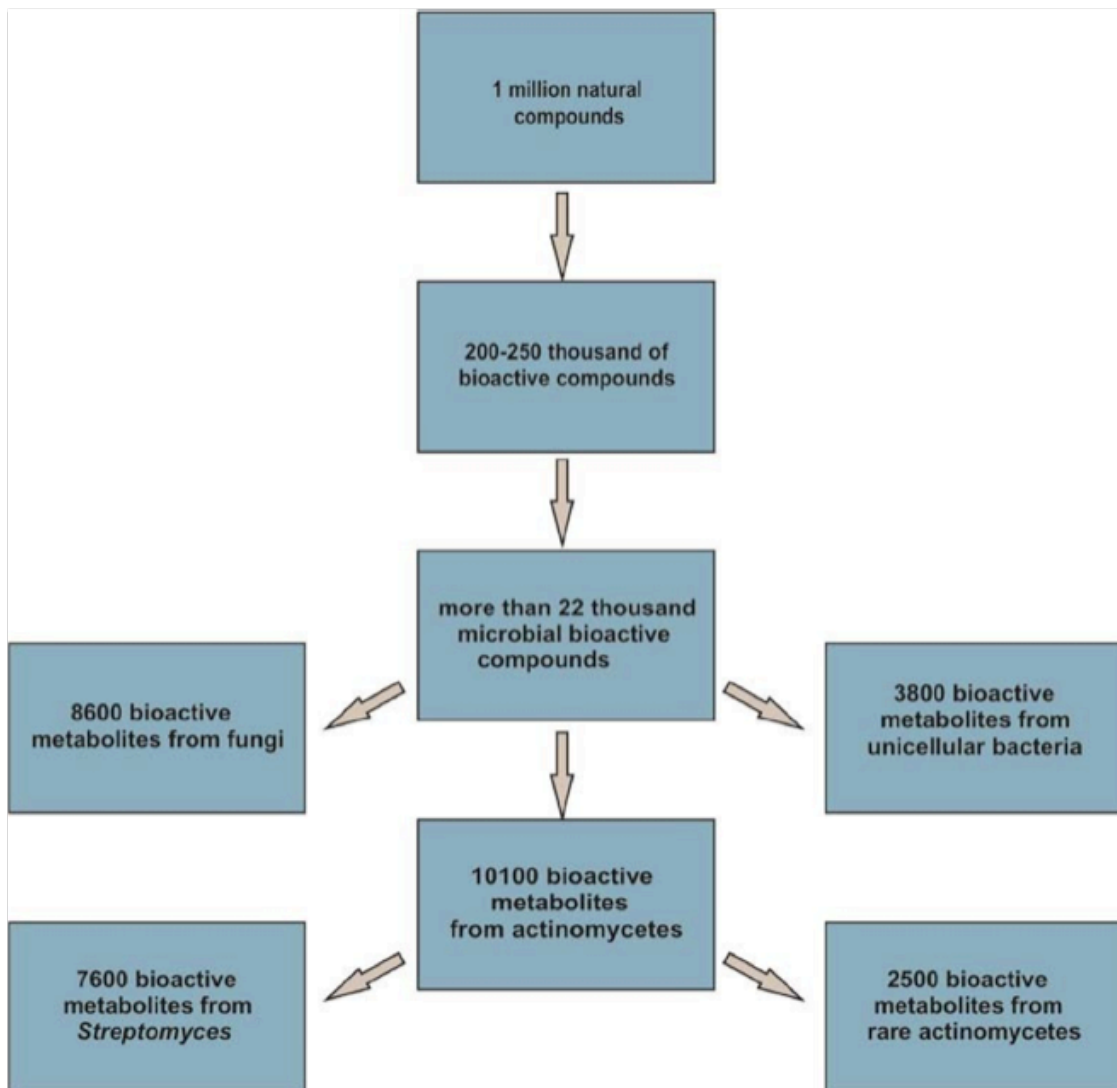 1 million natural
compounds
200-250 thousand of
bioactive compounds
more than 22 thousand
microbial bioactive
compounds
8600 bioactive
metabolites from fungi
3800 bioactive
metabolites from
unicellular bacteria
10100 bioactive
metabolites
from actinomycetes
7600 bioactive
metabolites from
Streptomyces
2500 bioactive
metabolites from
rare actinomycetes